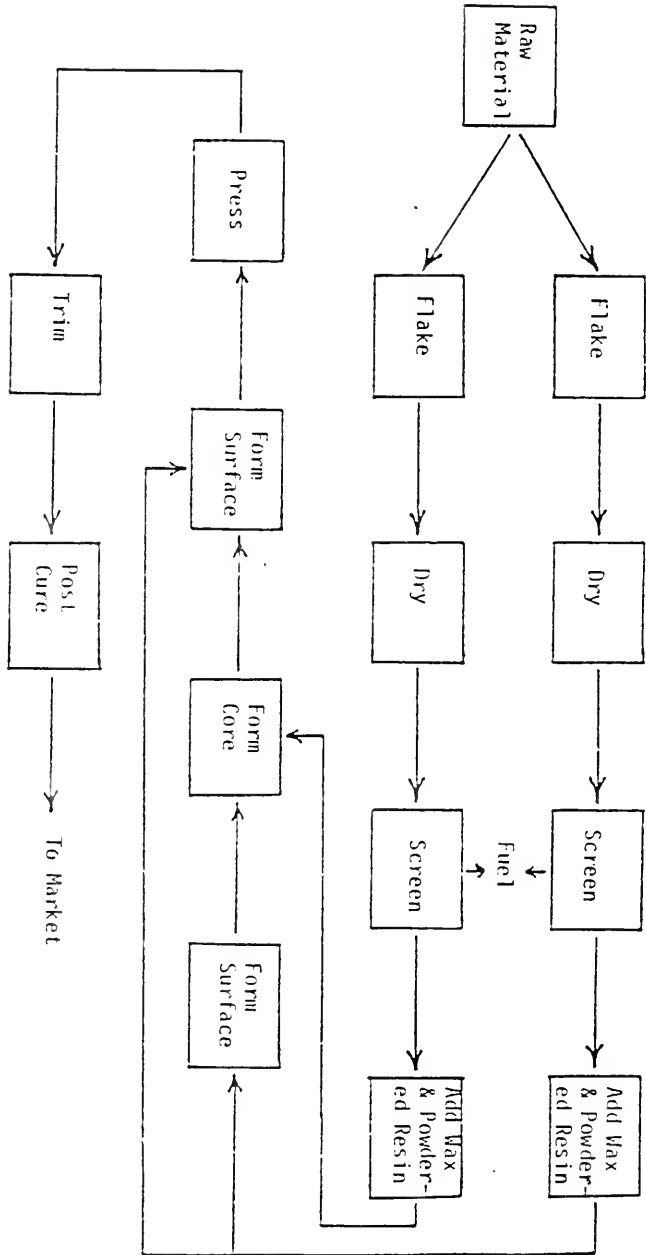 Raw
Material
Flake
Dry
Screen
Add Wax
& Powder-
ed Resin
Fuel
Flake
Dry
Screen
Add Wax
& Powder-
ed Resin
Press
Form
Surface
Form
Core
Form
Surface
Trim
Post
Cure
To Market